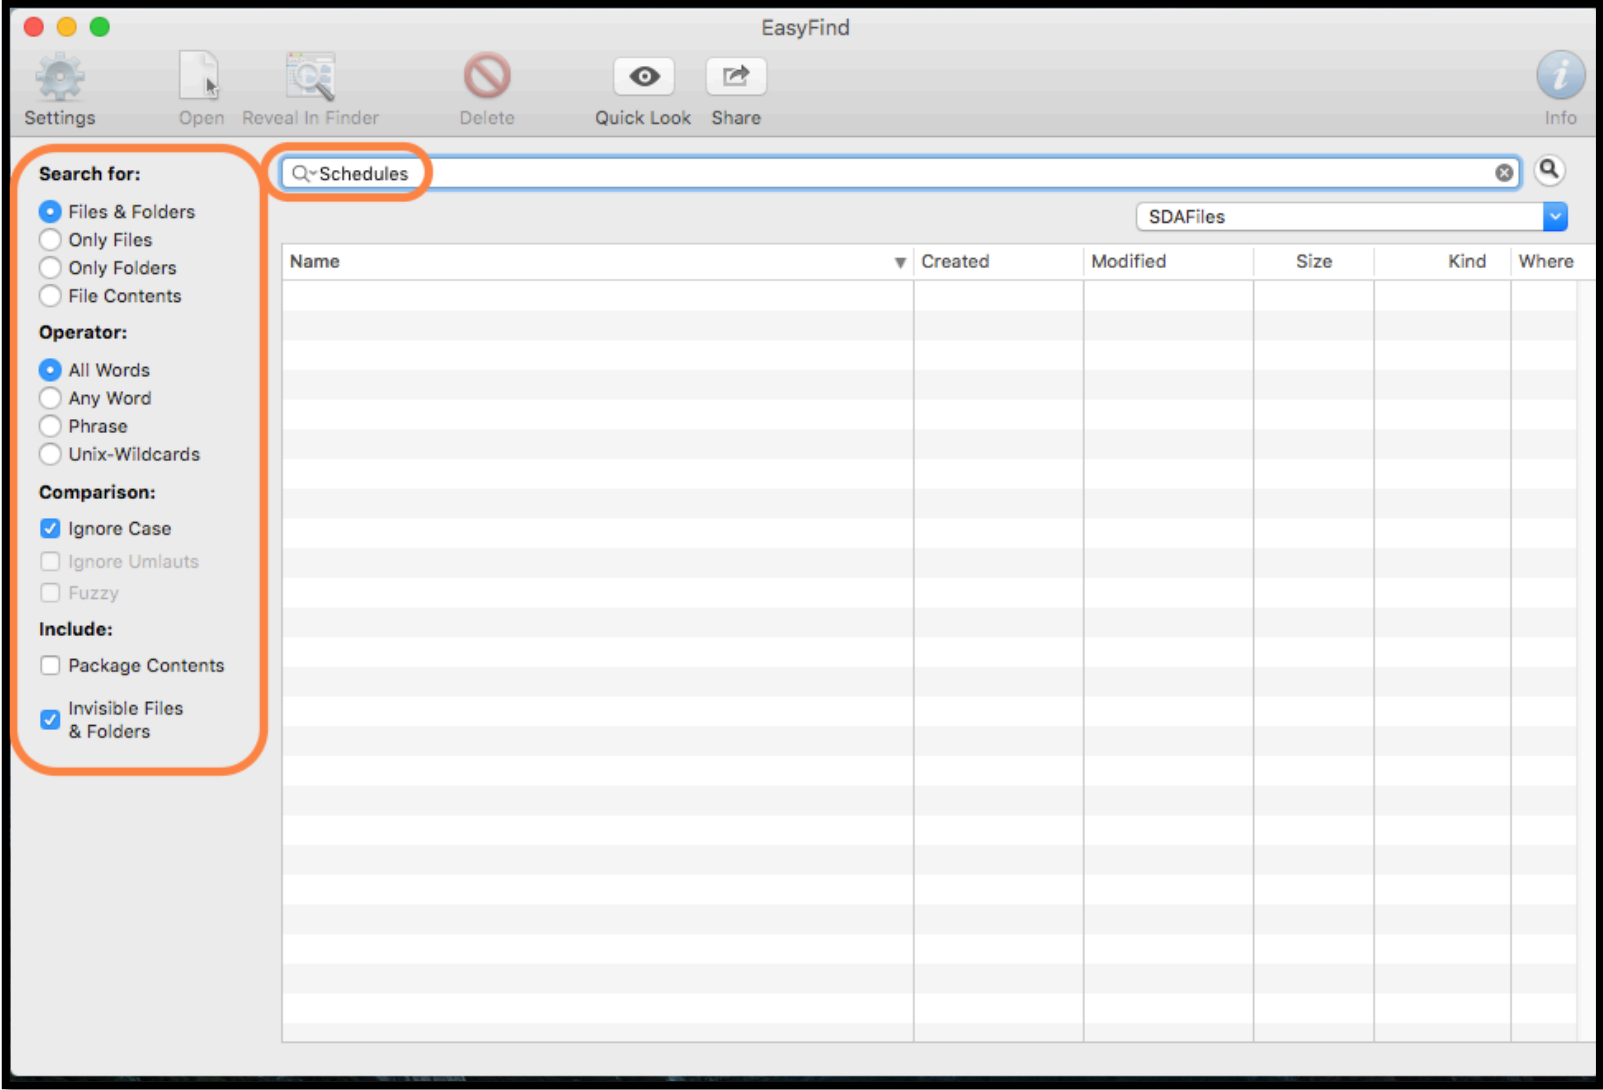 EasyFind
Settings
Open
Reveal In Finder
Delete
Quick Look
Share
Info
Search for:
Files & Folders
Only Files
Only Folders
File Contents
Operator:
All Words
Any Word
Phrase
Unix-Wildcards
Comparison:
Ignore Case
Ignore Umlauts
Fuzzy
Include:
Package Contents
Invisible Files
& Folders
Schedules
SDAFiles
Name
Created
Modified
Size
Kind
Where